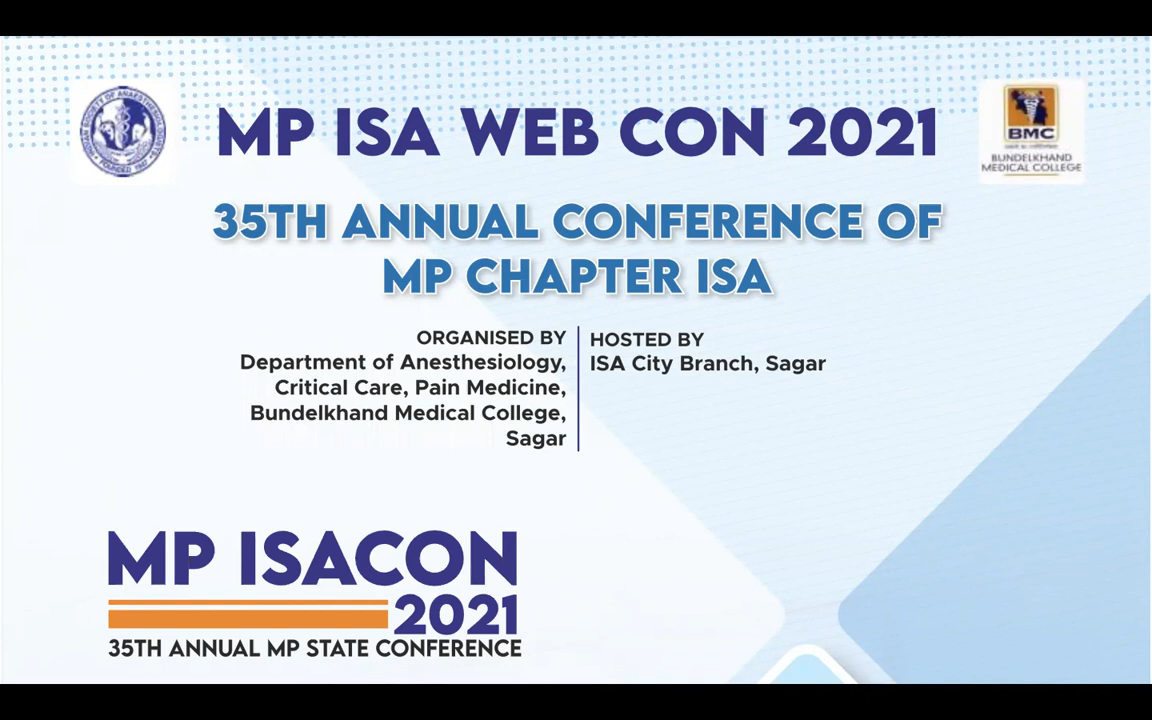 MP ISA WEB CON 2021
BMC
BUNDELKHAND
MEDICAL COLLEGE
35TH ANNUAL CONFERENCE OF
MP CHAPTER ISA
ORGANISED BY
Department of Anesthesiology,
Critical Care, Pain Medicine,
Bundelkhand Medical College,
Sagar
HOSTED BY
ISA City Branch, Sagar
MP ISACON
2021
35TH ANNUAL MP STATE CONFERENCE